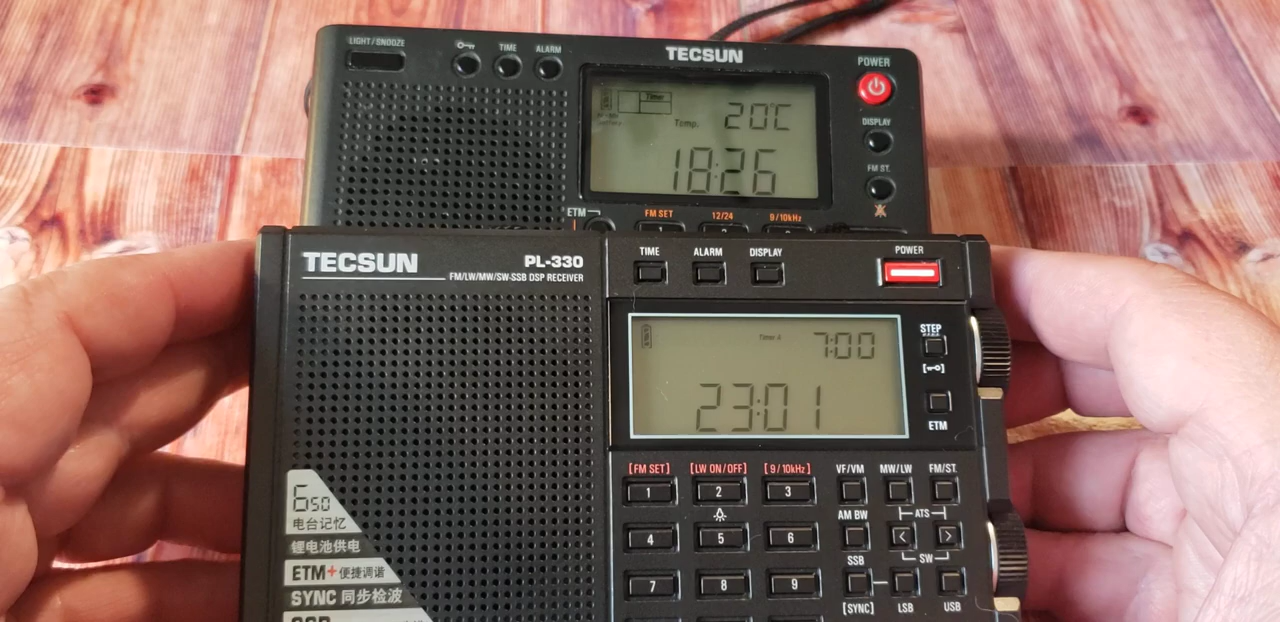 LIGHT/SNOOZE
TIME
ALARM
TECSUN
POWER
Time
Temp.
20°C
18:26
DISPLAY
FM ST.
ETM
FM SET
12/24
9/10kHz
TECSUN
PL-330
FM/LW/MW/SW-SSB DSP RECEIVER
TIME
ALARM
DISPLAY
POWER
7:00
23:01
STEP
ETM
[FM SET]
[LW ON/OFF]
[9/10kHz]
VF/VM
MW/LW
FM/ST.
1
2
3
AM BW
ATS
4
5
6
<
>
SSB
SW
7
8
9
[SYNC]
LSB
USB
650
电台记忆
锂电池供电
ETM+便捷调谐
SYNC 同步检波